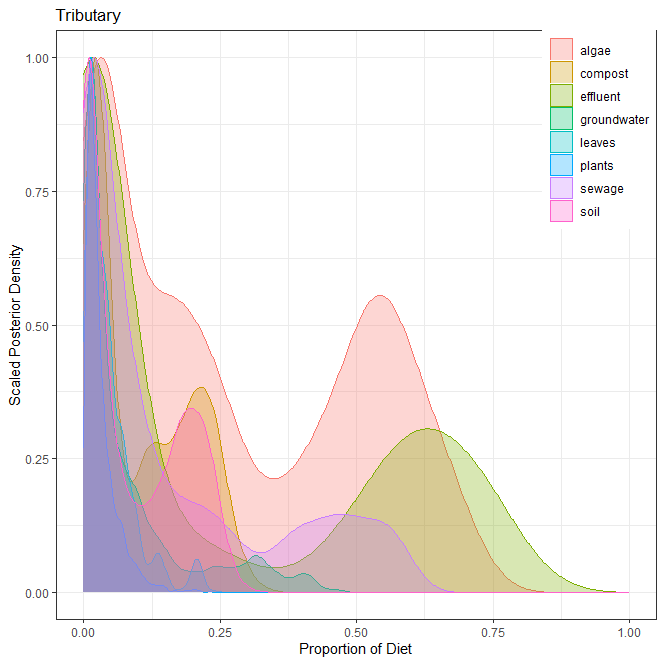 Tributary
algae
compost
effluent
groundwater
leaves
plants
sewage
soil
Scaled Posterior Density
1.00
0.75
0.50
0.25
0.00
0.00 0.25 0.50 0.75 1.00
Proportion of Diet